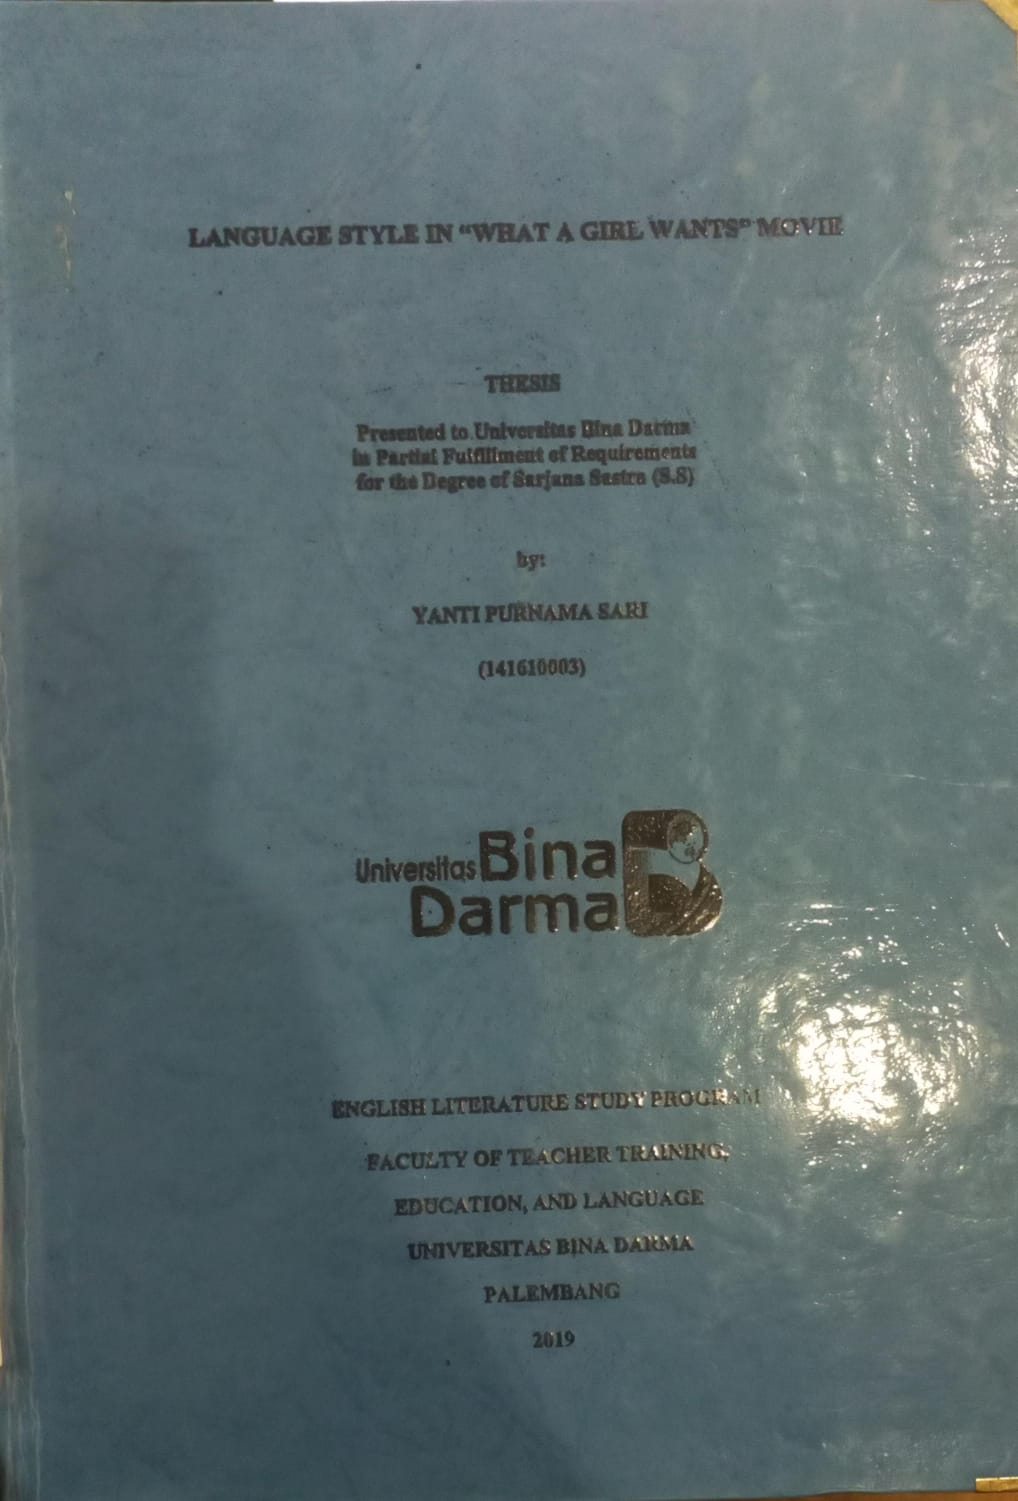 LANGUAGE STYLE IN “WHAT A GIRL WANTS” MOVIE
THESIS
Presented to Universitas Bina Darma
in Partial Fulfillment of Requirements
for the Degree of Sarjana Sastra (S.S)
by:
YANTI PURNAMA SARI
(141610003)
Universitas Bina
Darma
ENGLISH LITERATURE STUDY PROGRAM
FACULTY OF TEACHER TRAINING,
EDUCATION, AND LANGUAGE
UNIVERSITAS BINA DARMA
PALEMBANG
2019